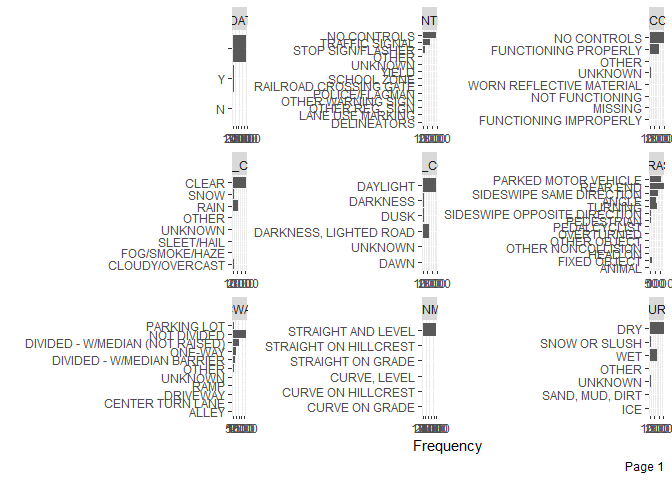 DAT
Y
N
NT
NO CONTROLS
TRAFFIC SIGNAL
STOP SIGN/FLASHER
OTHER
UNKNOWN
YIELD
SCHOOL ZONE
RAILROAD CROSSING GATE
POLICE/FLAGMAN
OTHER WARNING SIGN
OTHER REG. SIGN
LANE USE MARKING
DELINEATORS
CO
NO CONTROLS
FUNCTIONING PROPERLY
OTHER
UNKNOWN
WORN REFLECTIVE MATERIAL
NOT FUNCTIONING
MISSING
FUNCTIONING IMPROPERLY
_C
CLEAR
SNOW
RAIN
OTHER
UNKNOWN
SLEET/HAIL
FOG/SMOKE/HAZE
CLOUDY/OVERCAST
_C
DAYLIGHT
DARKNESS
DUSK
DARKNESS, LIGHTED ROAD
UNKNOWN
DAWN
RAS
PARKED MOTOR VEHICLE
REAR END
SIDESWIPE SAME DIRECTION
ANGLE
TURNING
SIDESWIPE OPPOSITE DIRECTION
PEDESTRIAN
PEDALCYCLIST
OVERTURNED
OTHER OBJECT
OTHER NONCOLLISION
HEAD ON
FIXED OBJECT
ANIMAL
WA
PARKING LOT
NOT DIVIDED
DIVIDED - W/MEDIAN (NOT RAISED)
ONE-WAY
DIVIDED - W/MEDIAN BARRIER
OTHER
UNKNOWN
RAMP
DRIVEWAY
CENTER TURN LANE
ALLEY
NM
STRAIGHT AND LEVEL
STRAIGHT ON HILLCREST
STRAIGHT ON GRADE
CURVE, LEVEL
CURVE ON HILLCREST
CURVE ON GRADE
UR
DRY
SNOW OR SLUSH
WET
OTHER
UNKNOWN
SAND, MUD, DIRT
ICE
Frequency
Page 1